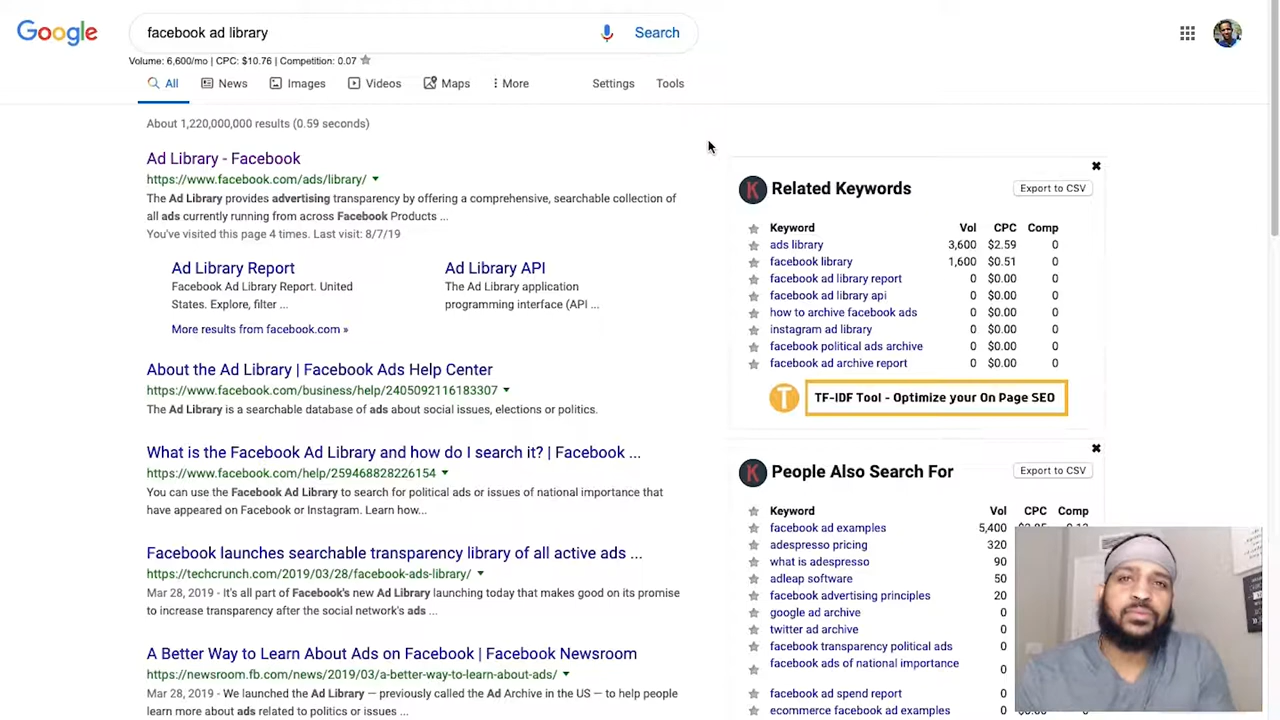 Google
facebook ad library
Search
Volume: 6,600/mo | CPC: $10.76 | Competition: 0.07
All
News
Images
Videos
Maps
More
Settings
Tools
About 1,220,000,000 results (0.59 seconds)
Ad Library - Facebook
https://www.facebook.com/ads/library/
The Ad Library provides advertising transparency by offering a comprehensive, searchable collection of
all ads currently running from across Facebook Products ...
You've visited this page 4 times. Last visit: 8/7/19
Ad Library Report
Facebook Ad Library Report. United
States. Explore, filter ...
Ad Library API
The Ad Library application
programming interface (API ...
More results from facebook.com »
About the Ad Library | Facebook Ads Help Center
https://www.facebook.com/business/help/2405092116183307
The Ad Library is a searchable database of ads about social issues, elections or politics.
What is the Facebook Ad Library and how do I search it? | Facebook ...
https://www.facebook.com/help/259468828226154
You can use the Facebook Ad Library to search for political ads or issues of national importance that
have appeared on Facebook or Instagram. Learn how...
Facebook launches searchable transparency library of all active ads ...
https://techcrunch.com/2019/03/28/facebook-ads-library/
Mar 28, 2019 - It's all part of Facebook's new Ad Library launching today that makes good on its promise
to increase transparency after the social network's ads ...
A Better Way to Learn About Ads on Facebook | Facebook Newsroom
https://newsroom.fb.com/news/2019/03/a-better-way-to-learn-about-ads/
Mar 28, 2019 - We launched the Ad Library — previously called the Ad Archive in the US — to help people
learn more about ads related to politics or issues ...
K Related Keywords
Export to CSV
Keyword Vol CPC Comp
ads library 3,600 $2.59 0
facebook library 1,600 $0.51 0
facebook ad library report 0 $0.00 0
facebook ad library api 0 $0.00 0
how to archive facebook ads 0 $0.00 0
instagram ad library 0 $0.00 0
facebook political ads archive 0 $0.00 0
facebook ad archive report 0 $0.00 0
T TF-IDF Tool - Optimize your On Page SEO
K People Also Search For
Export to CSV
Keyword Vol CPC Comp
facebook ad examples 5,400
adespresso pricing 320
what is adespresso 90
adleap software 50
facebook advertising principles 20
google ad archive 0
twitter ad archive 0
facebook transparency political ads 0
facebook ads of national importance 0
facebook ad spend report 0
ecommerce facebook ad examples 0